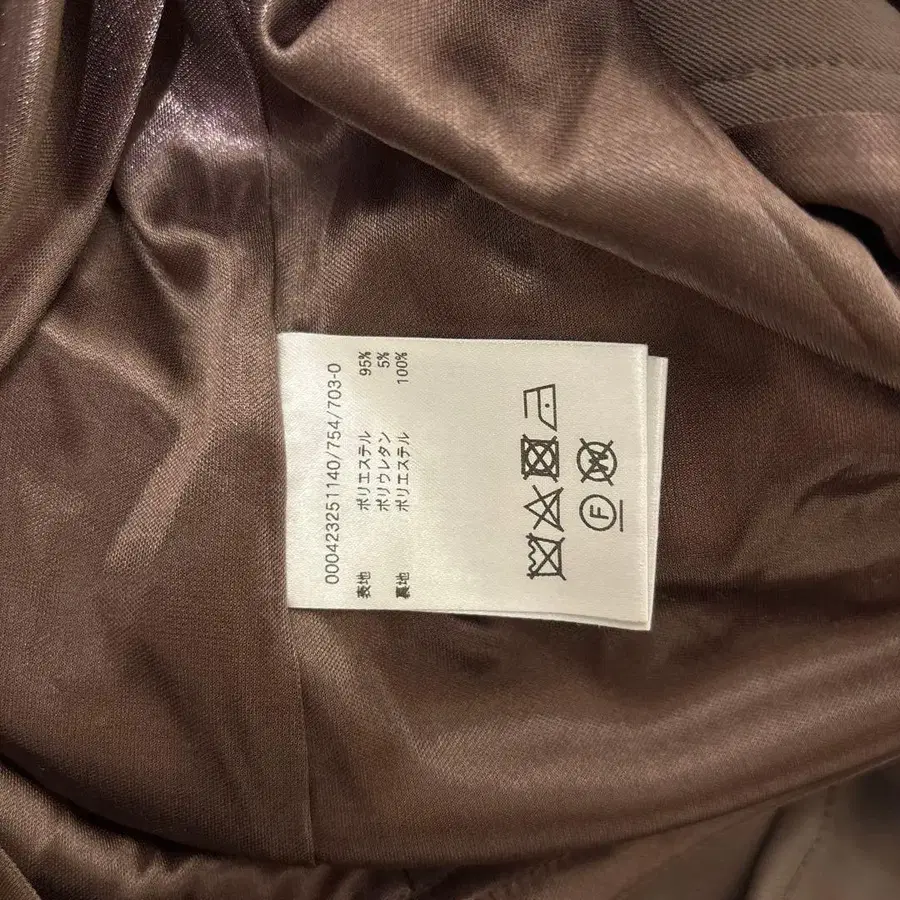 000423251140/754/703-0
表地 ポリエステル 95%
ポリウレタン 5%
裏地 ポリエステル 100%
F W